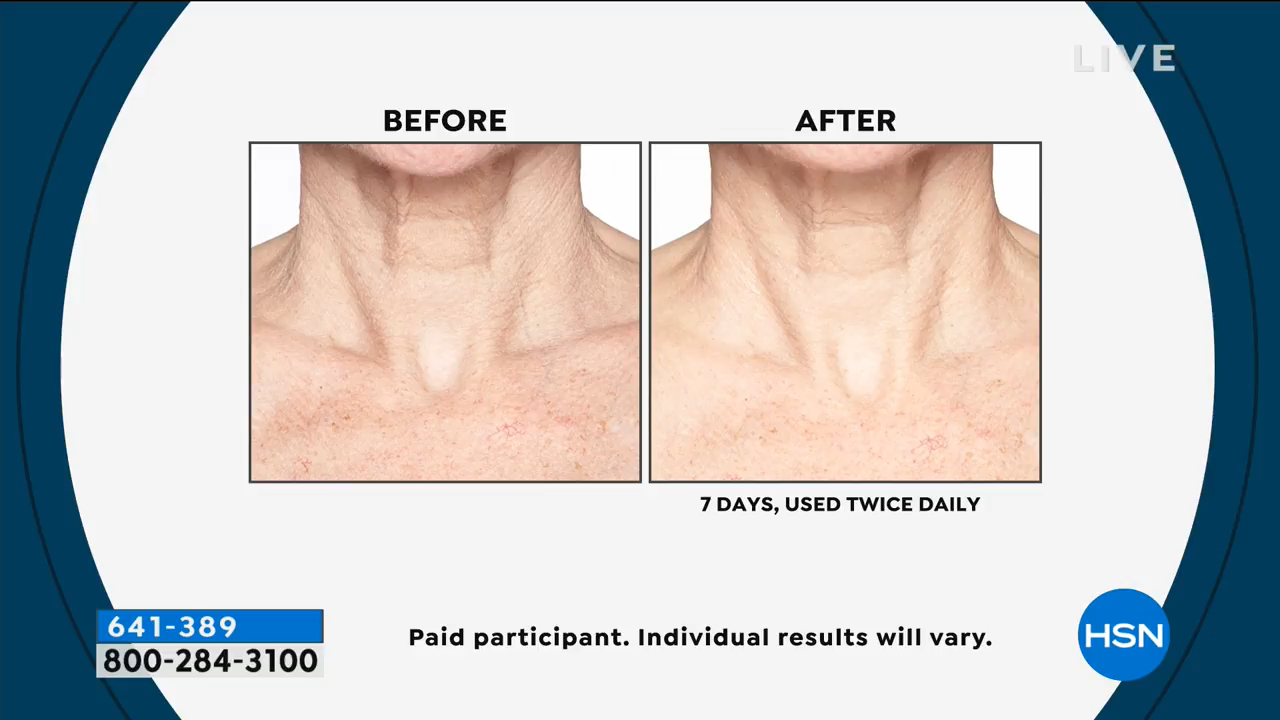 LIVE
BEFORE
AFTER
7 DAYS, USED TWICE DAILY
641-389
800-284-3100
Paid participant. Individual results will vary.
HSN